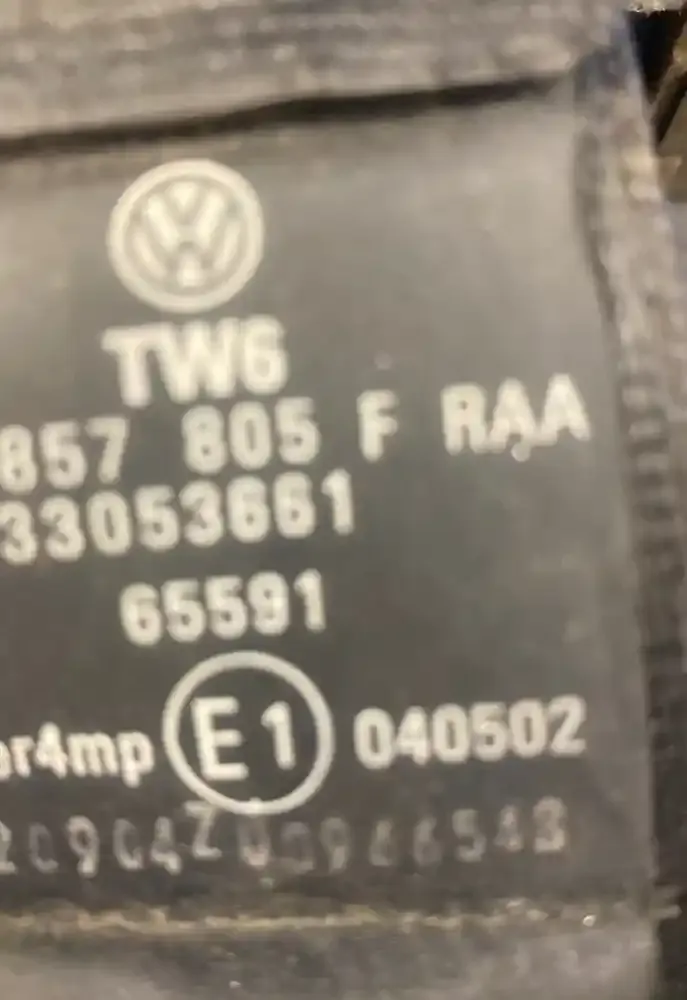 TW6
857 805 F RAA
33053661
65591
r4mp E1 040502